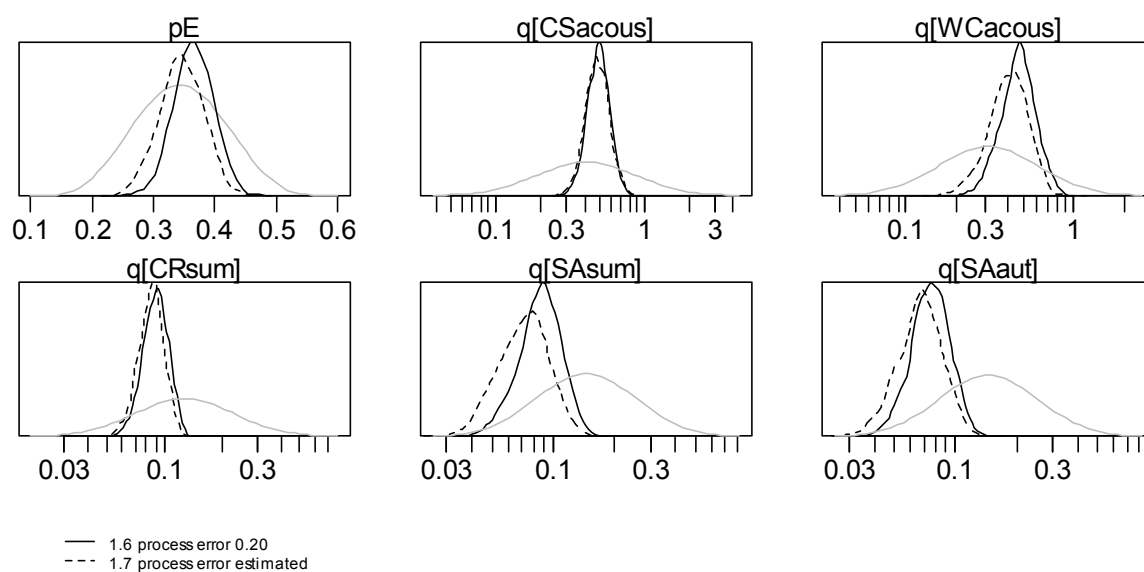 pE q[CSacous] q[WCacous]
0.1 0.2 0.3 0.4 0.5 0.6 0.1 0.3 1 3 0.1 0.3 1
q[CRsum] q[SAsum] q[SAaut]
0.03 0.1 0.3 0.03 0.1 0.3 0.03 0.1 0.3
1.6 process error 0.20
1.7 process error estimated